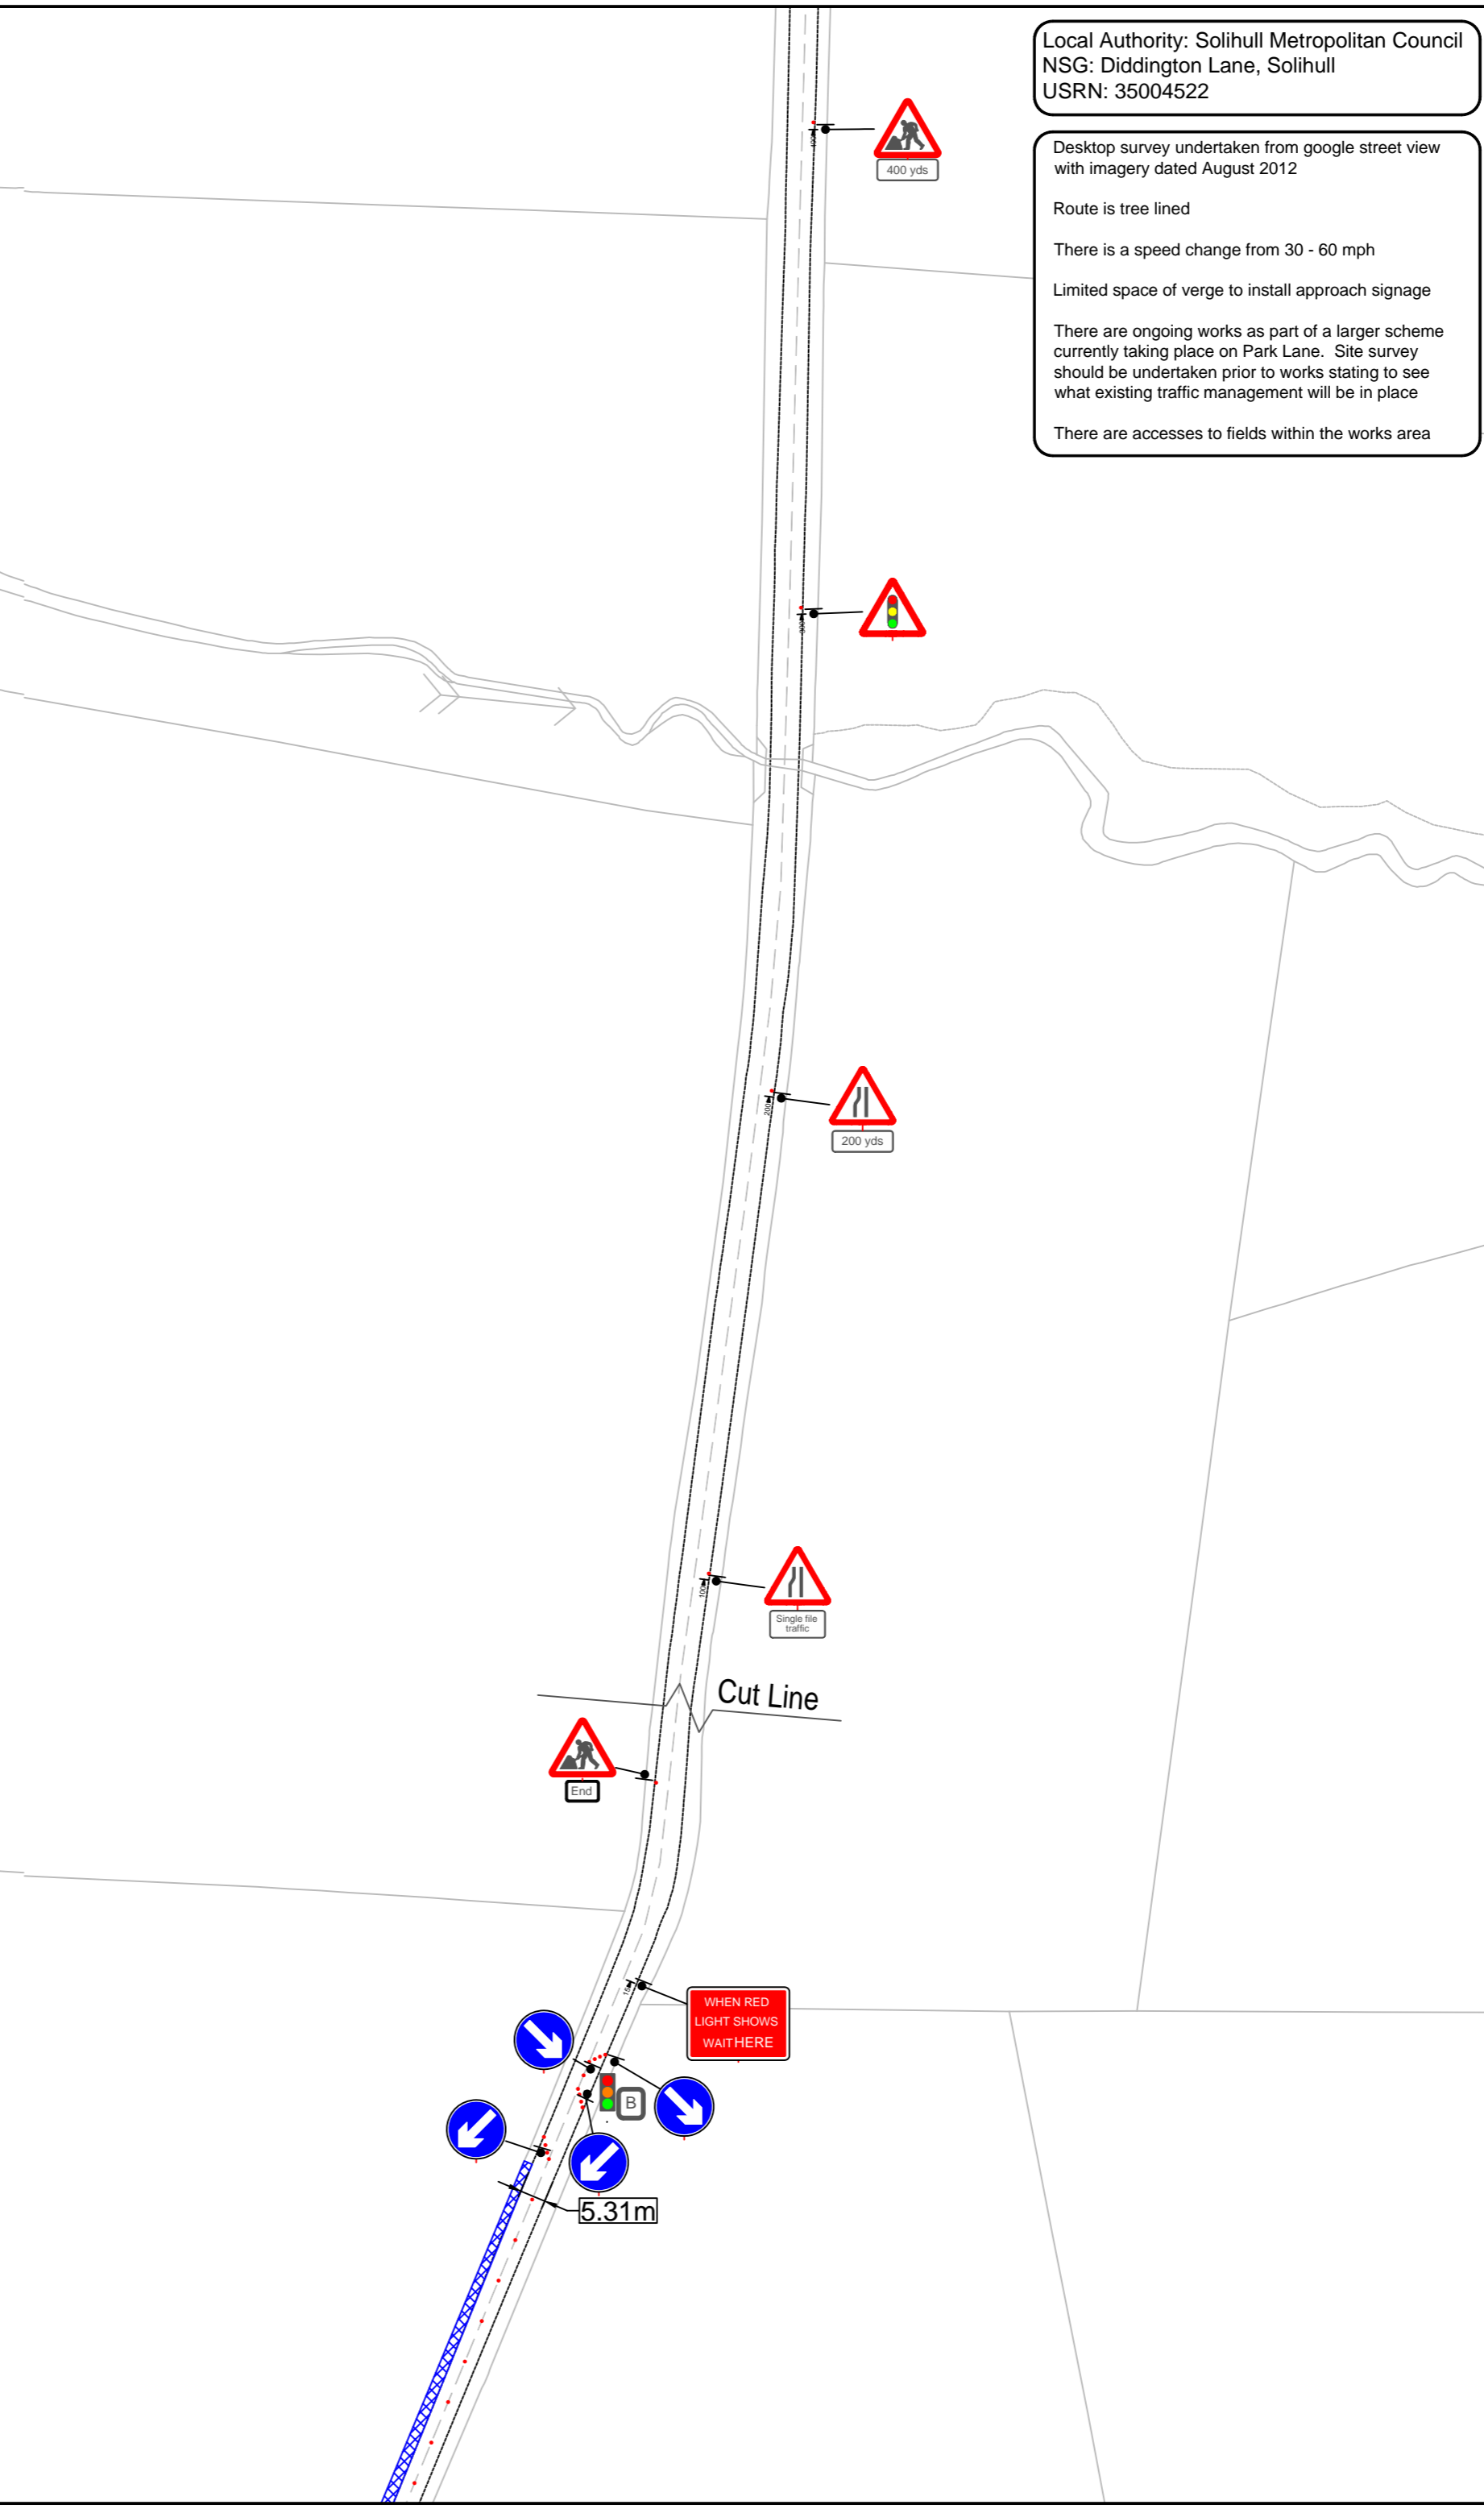 Local Authority: Solihull Metropolitan Council
NSG: Diddington Lane, Solihull
USRN: 35004522
Desktop survey undertaken from google street view
with imagery dated August 2012
Route is tree lined
There is a speed change from 30 - 60 mph
Limited space of verge to install approach signage
There are ongoing works as part of a larger scheme
currently taking place on Park Lane. Site survey
should be undertaken prior to works stating to see
what existing traffic management will be in place
There are accesses to fields within the works area
400
400 yds
300
200
200 yds
100
Single file
traffic
Cut Line
End
15
WHEN RED
LIGHT SHOWS
WAIT HERE
B
5.31m